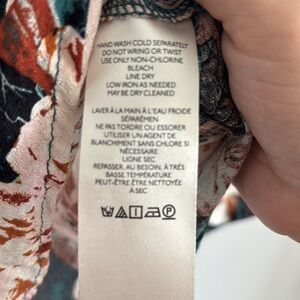 HAND WASH COLD SEPARATELY
DO NOT WRING OR TWIST
USE ONLY NON-CHLORINE
BLEACH
LINE DRY
LOW IRON AS NEEDED
MAY BE DRY CLEANED
LAVER À LA MAIN À L'EAU FROIDE
SÉPARÉMEN
NE PAS TORDRE OU ESSORER
UTILISER UN AGENT DE
BLANCHIMENT SANS CHLORE SI
NÉCESSAIRE
LIGNE SEC
REPASSER, AU BESOIN, À TRÈS
BASSE TEMPÉRATURE
PEUT-ÊTRE ÊTRE NETTOYÉE
À SEC